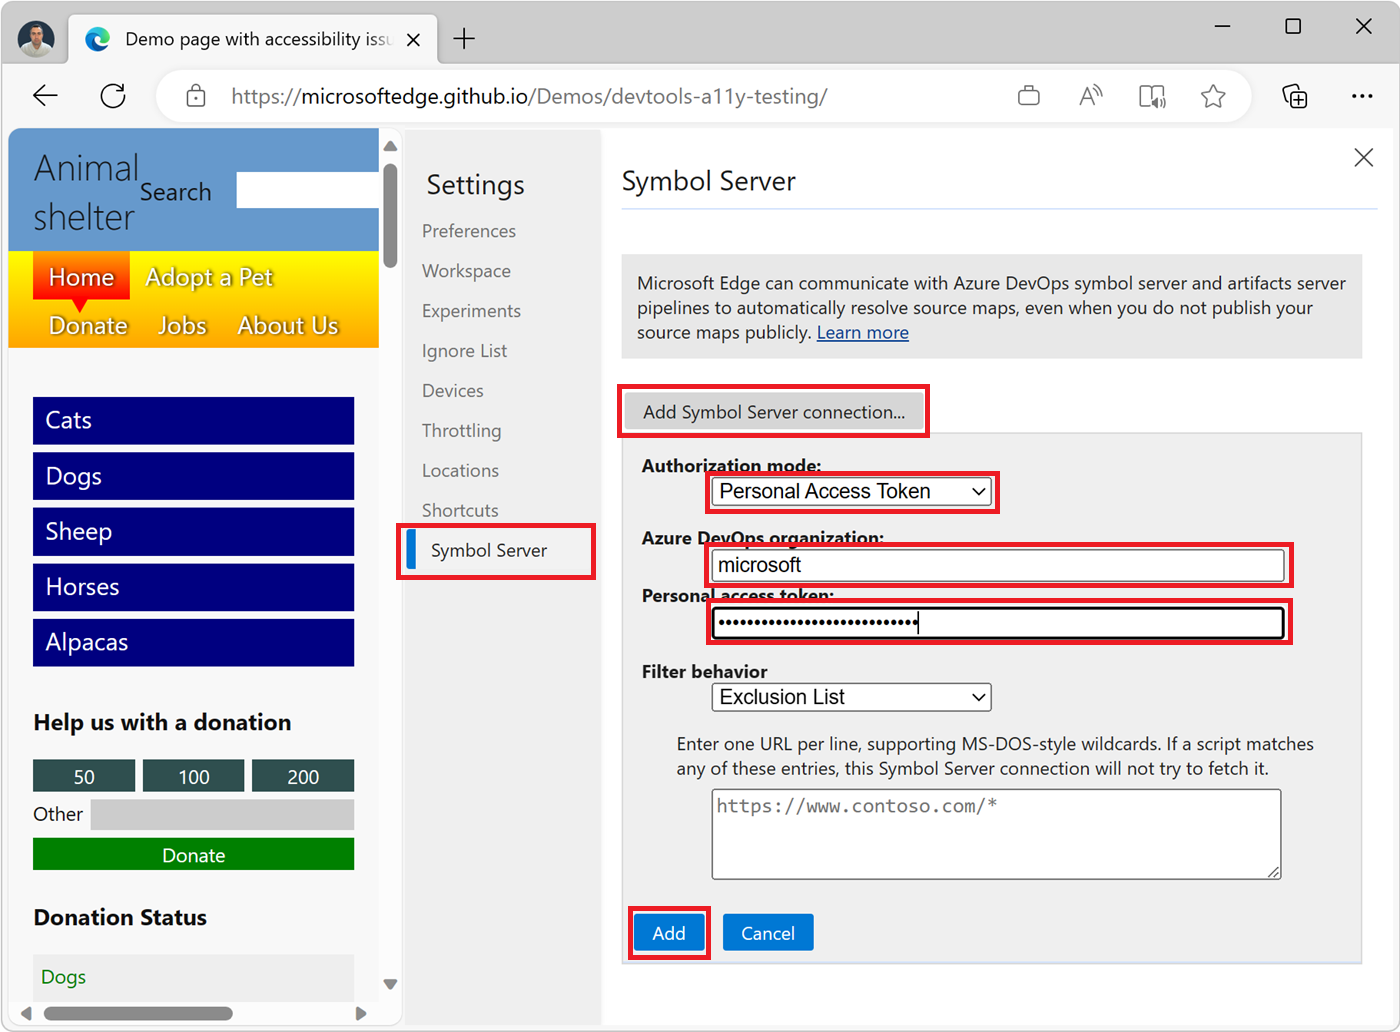 Demo page with accessibility issu
https://microsoftedge.github.io/Demos/devtools-a11y-testing/
Animal
shelter
Search
Home
Adopt a Pet
Donate
Jobs
About Us
Cats
Dogs
Sheep
Horses
Alpacas
Help us with a donation
50
100
200
Other
Donate
Donation Status
Dogs
Settings
Preferences
Workspace
Experiments
Ignore List
Devices
Throttling
Locations
Shortcuts
Symbol Server
Symbol Server
Microsoft Edge can communicate with Azure DevOps symbol server and artifacts server
pipelines to automatically resolve source maps, even when you do not publish your
source maps publicly. Learn more
Add Symbol Server connection...
Authorization mode:
Personal Access Token
Azure DevOps organization:
microsoft
Personal access token:
Filter behavior
Exclusion List
Enter one URL per line, supporting MS-DOS-style wildcards. If a script matches
any of these entries, this Symbol Server connection will not try to fetch it.
https://www.contoso.com/*
Add
Cancel